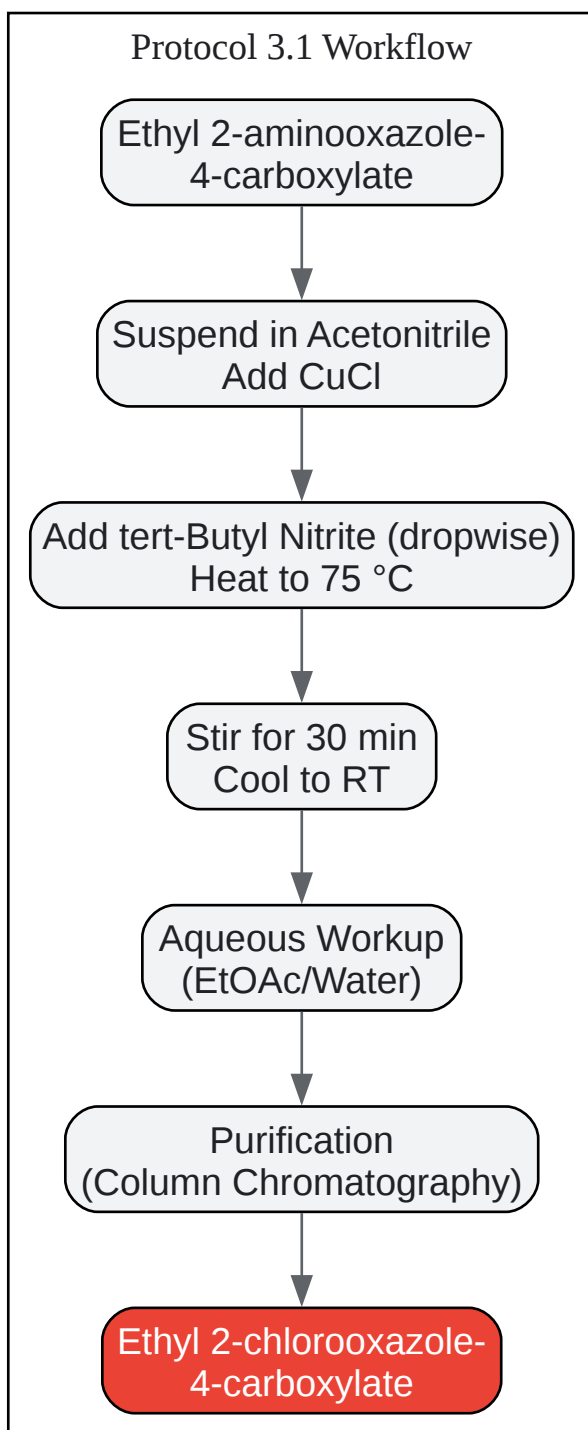 Protocol 3.1 Workflow
Ethyl 2-aminooxazole-
4-carboxylate
Suspend in Acetonitrile
Add CuCl
Add tert-Butyl Nitrite (dropwise)
Heat to 75 °C
Stir for 30 min
Cool to RT
Aqueous Workup
(EtOAc/Water)
Purification
(Column Chromatography)
Ethyl 2-chlorooxazole-
4-carboxylate